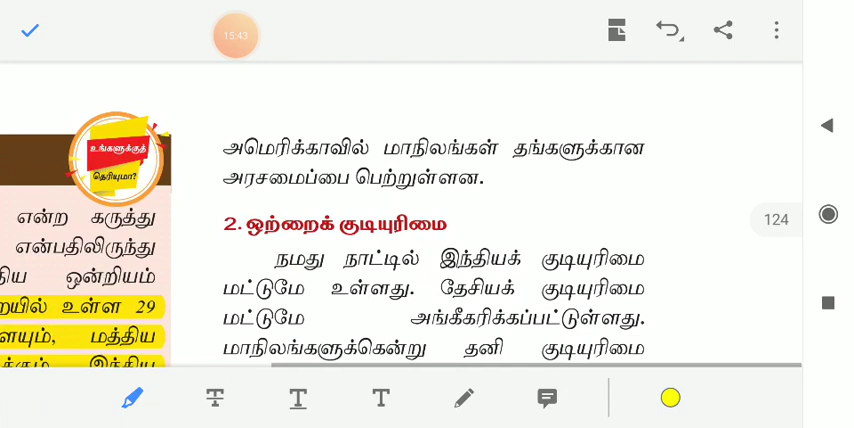 15:43
உங்களுக்குத்
தெரியுமா?
என்ற கருத்து
என்பதிலிருந்து
ஒன்றியம்
உள்ள 29
மத்திய
இந்திய
அமெரிக்காவில் மாநிலங்கள் தங்களுக்கான
அரசமைப்பை பெற்றுள்ளன.
2. ஒற்றைக் குடியுரிமை
நமது நாட்டில் இந்தியக் குடியுரிமை
மட்டுமே உள்ளது. தேசியக் குடியுரிமை
மட்டுமே அங்கீகரிக்கப்பட்டுள்ளது.
மாநிலங்களுக்கென்று தனி குடியுரிமை
124
T T T